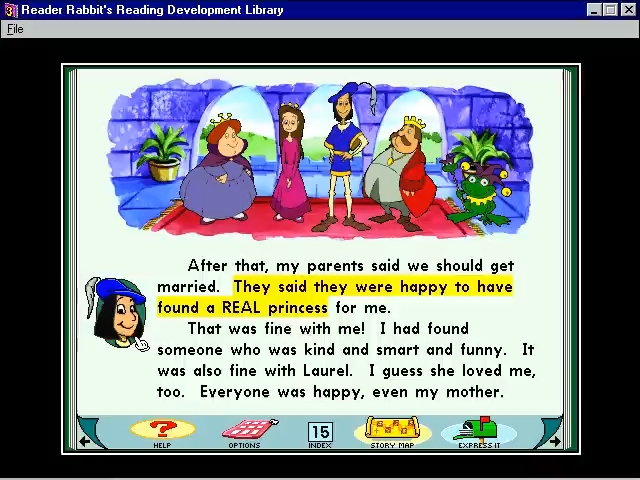 Reader Rabbit's Reading Development Library
File
After that, my parents said we should get
married. They said they were happy to have
found a REAL princess for me.
That was fine with me! I had found
someone who was kind and smart and funny. It
was also fine with Laurel. I guess she loved me,
too. Everyone was happy, even my mother.
?
15
HELP
OPTIONS
INDEX
STORY MAP
EXPRESS IT